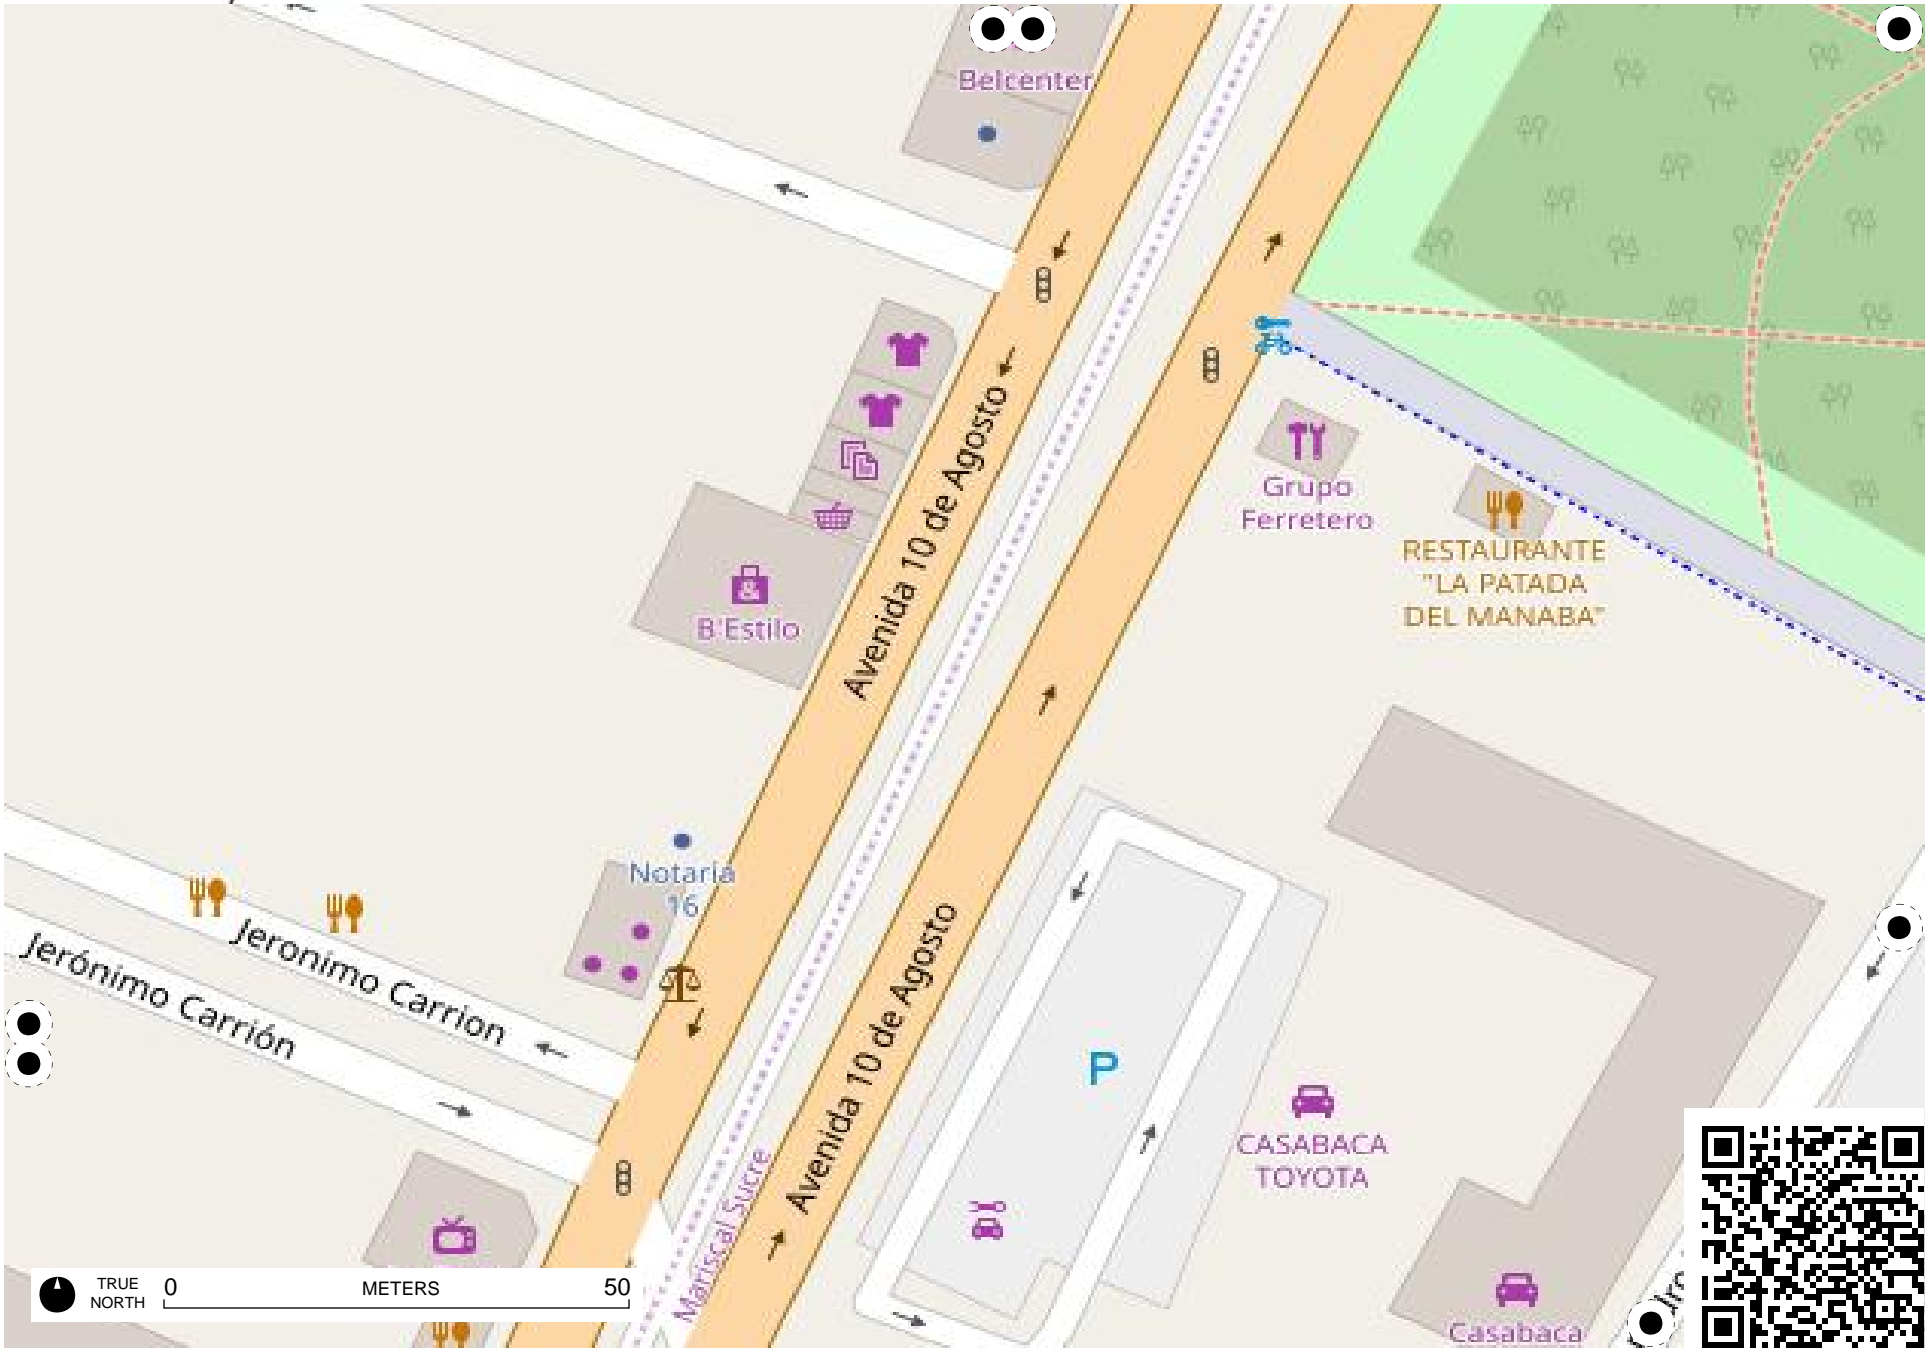 Belcenter
Avenida 10 de Agosto
Grupo
Ferretero
RESTAURANTE
"LA PATADA
DEL MANABA"
B'Estilo
Notaria
16
Jeronimo Carrion
Jerónimo Carrión
Avenida 10 de Agosto
P
CASABACA
TOYOTA
Mariscal Sucre
TRUE
NORTH
0 METERS 50
Casabaca